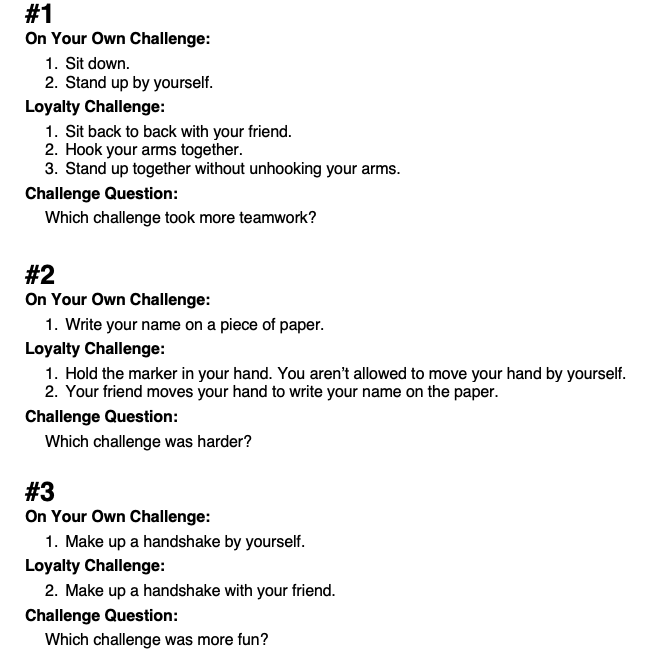 #1
On Your Own Challenge:
1. Sit down.
2. Stand up by yourself.
Loyalty Challenge:
1. Sit back to back with your friend.
2. Hook your arms together.
3. Stand up together without unhooking your arms.
Challenge Question:
Which challenge took more teamwork?
#2
On Your Own Challenge:
1. Write your name on a piece of paper.
Loyalty Challenge:
1. Hold the marker in your hand. You aren’t allowed to move your hand by yourself.
2. Your friend moves your hand to write your name on the paper.
Challenge Question:
Which challenge was harder?
#3
On Your Own Challenge:
1. Make up a handshake by yourself.
Loyalty Challenge:
2. Make up a handshake with your friend.
Challenge Question:
Which challenge was more fun?